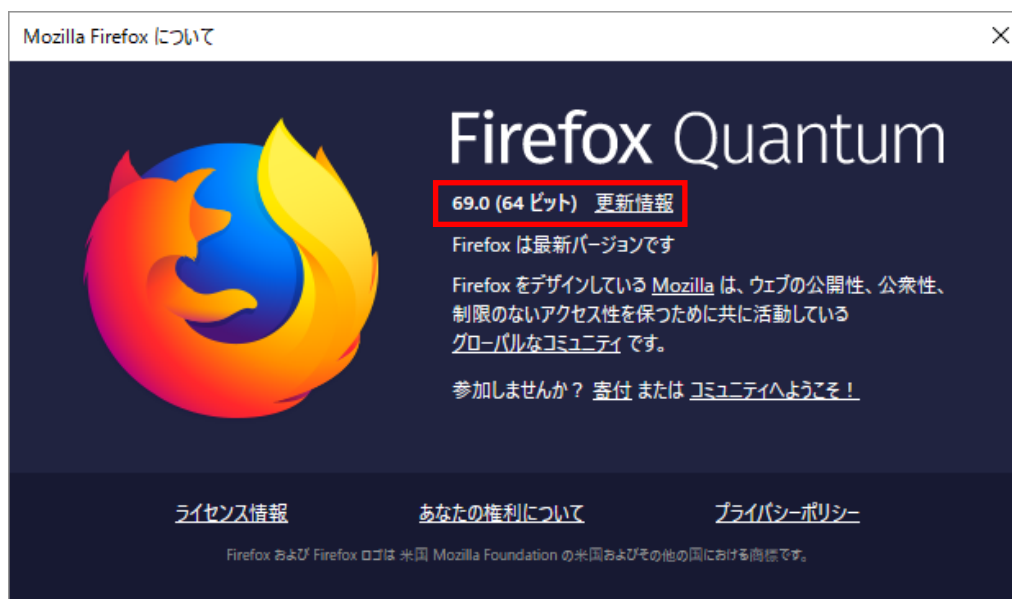 Mozilla Firefox について
Firefox Quantum
69.0 (64 ビット) 更新情報
Firefox は最新バージョンです
Firefox をデザインしている Mozilla は、ウェブの公開性、公衆性、
制限のないアクセス性を保つために共に活動している
グローバルなコミュニティ です。
参加しませんか？ 寄付 または コミュニティへようこそ！
ライセンス情報 あなたの権利について プライバシーポリシー
Firefox および Firefox ロゴは 米国 Mozilla Foundation の米国およびその他の国における商標です。